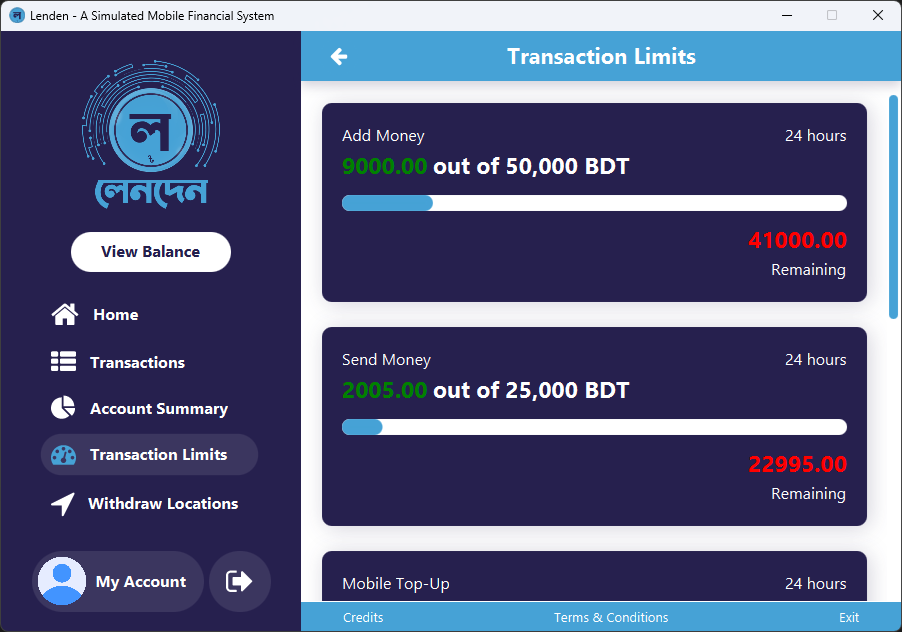 Lenden - A Simulated Mobile Financial System
ল
৳
লেনদেন
View Balance
Home
Transactions
Account Summary
Transaction Limits
Withdraw Locations
My Account
Transaction Limits
Add Money 24 hours
9000.00 out of 50,000 BDT
41000.00
Remaining
Send Money 24 hours
2005.00 out of 25,000 BDT
22995.00
Remaining
Mobile Top-Up 24 hours
Credits Terms & Conditions Exit